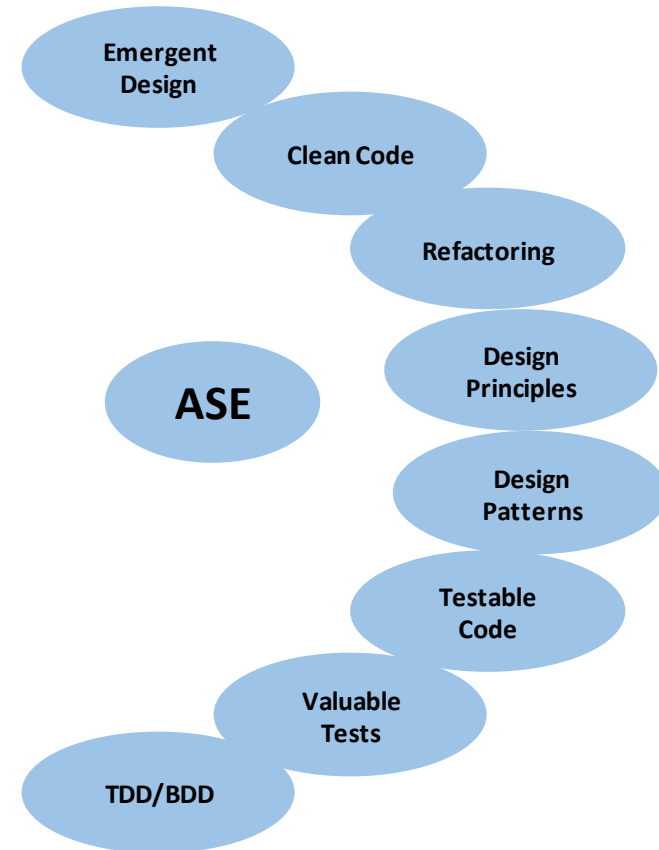 Emergent
Design
Clean Code
Refactoring
Design
Principles
ASE
Design
Patterns
Testable
Code
Valuable
Tests
TDD/BDD